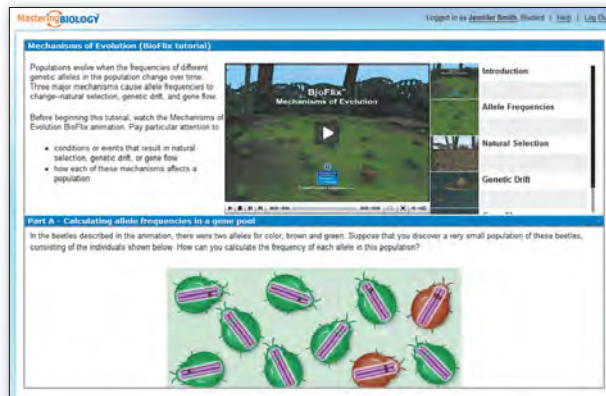 MasteringBIOLOGY
Logged in as Jennifer Smith, Student | Help | Log Ou
Mechanisms of Evolution (BioFlix tutorial)
Populations evolve when the frequencies of different
genetic alleles in the population change over time.
Three major mechanisms cause allele frequencies to
change–natural selection, genetic drift, and gene flow.
Before beginning this tutorial, watch the Mechanisms of
Evolution BioFlix animation. Pay particular attention to
• conditions or events that result in natural
selection, genetic drift, or gene flow
• how each of these mechanisms affects a
population
BioFlix
Mechanisms of Evolution
Introduction
Allele Frequencies
Natural Selection
Genetic Drift
Part A - Calculating allele frequencies in a gene pool
In the beetles described in the animation, there were two alleles for color, brown and green. Suppose that you discover a very small population of these beetles,
consisting of the individuals shown below. How can you calculate the frequency of each allele in this population?